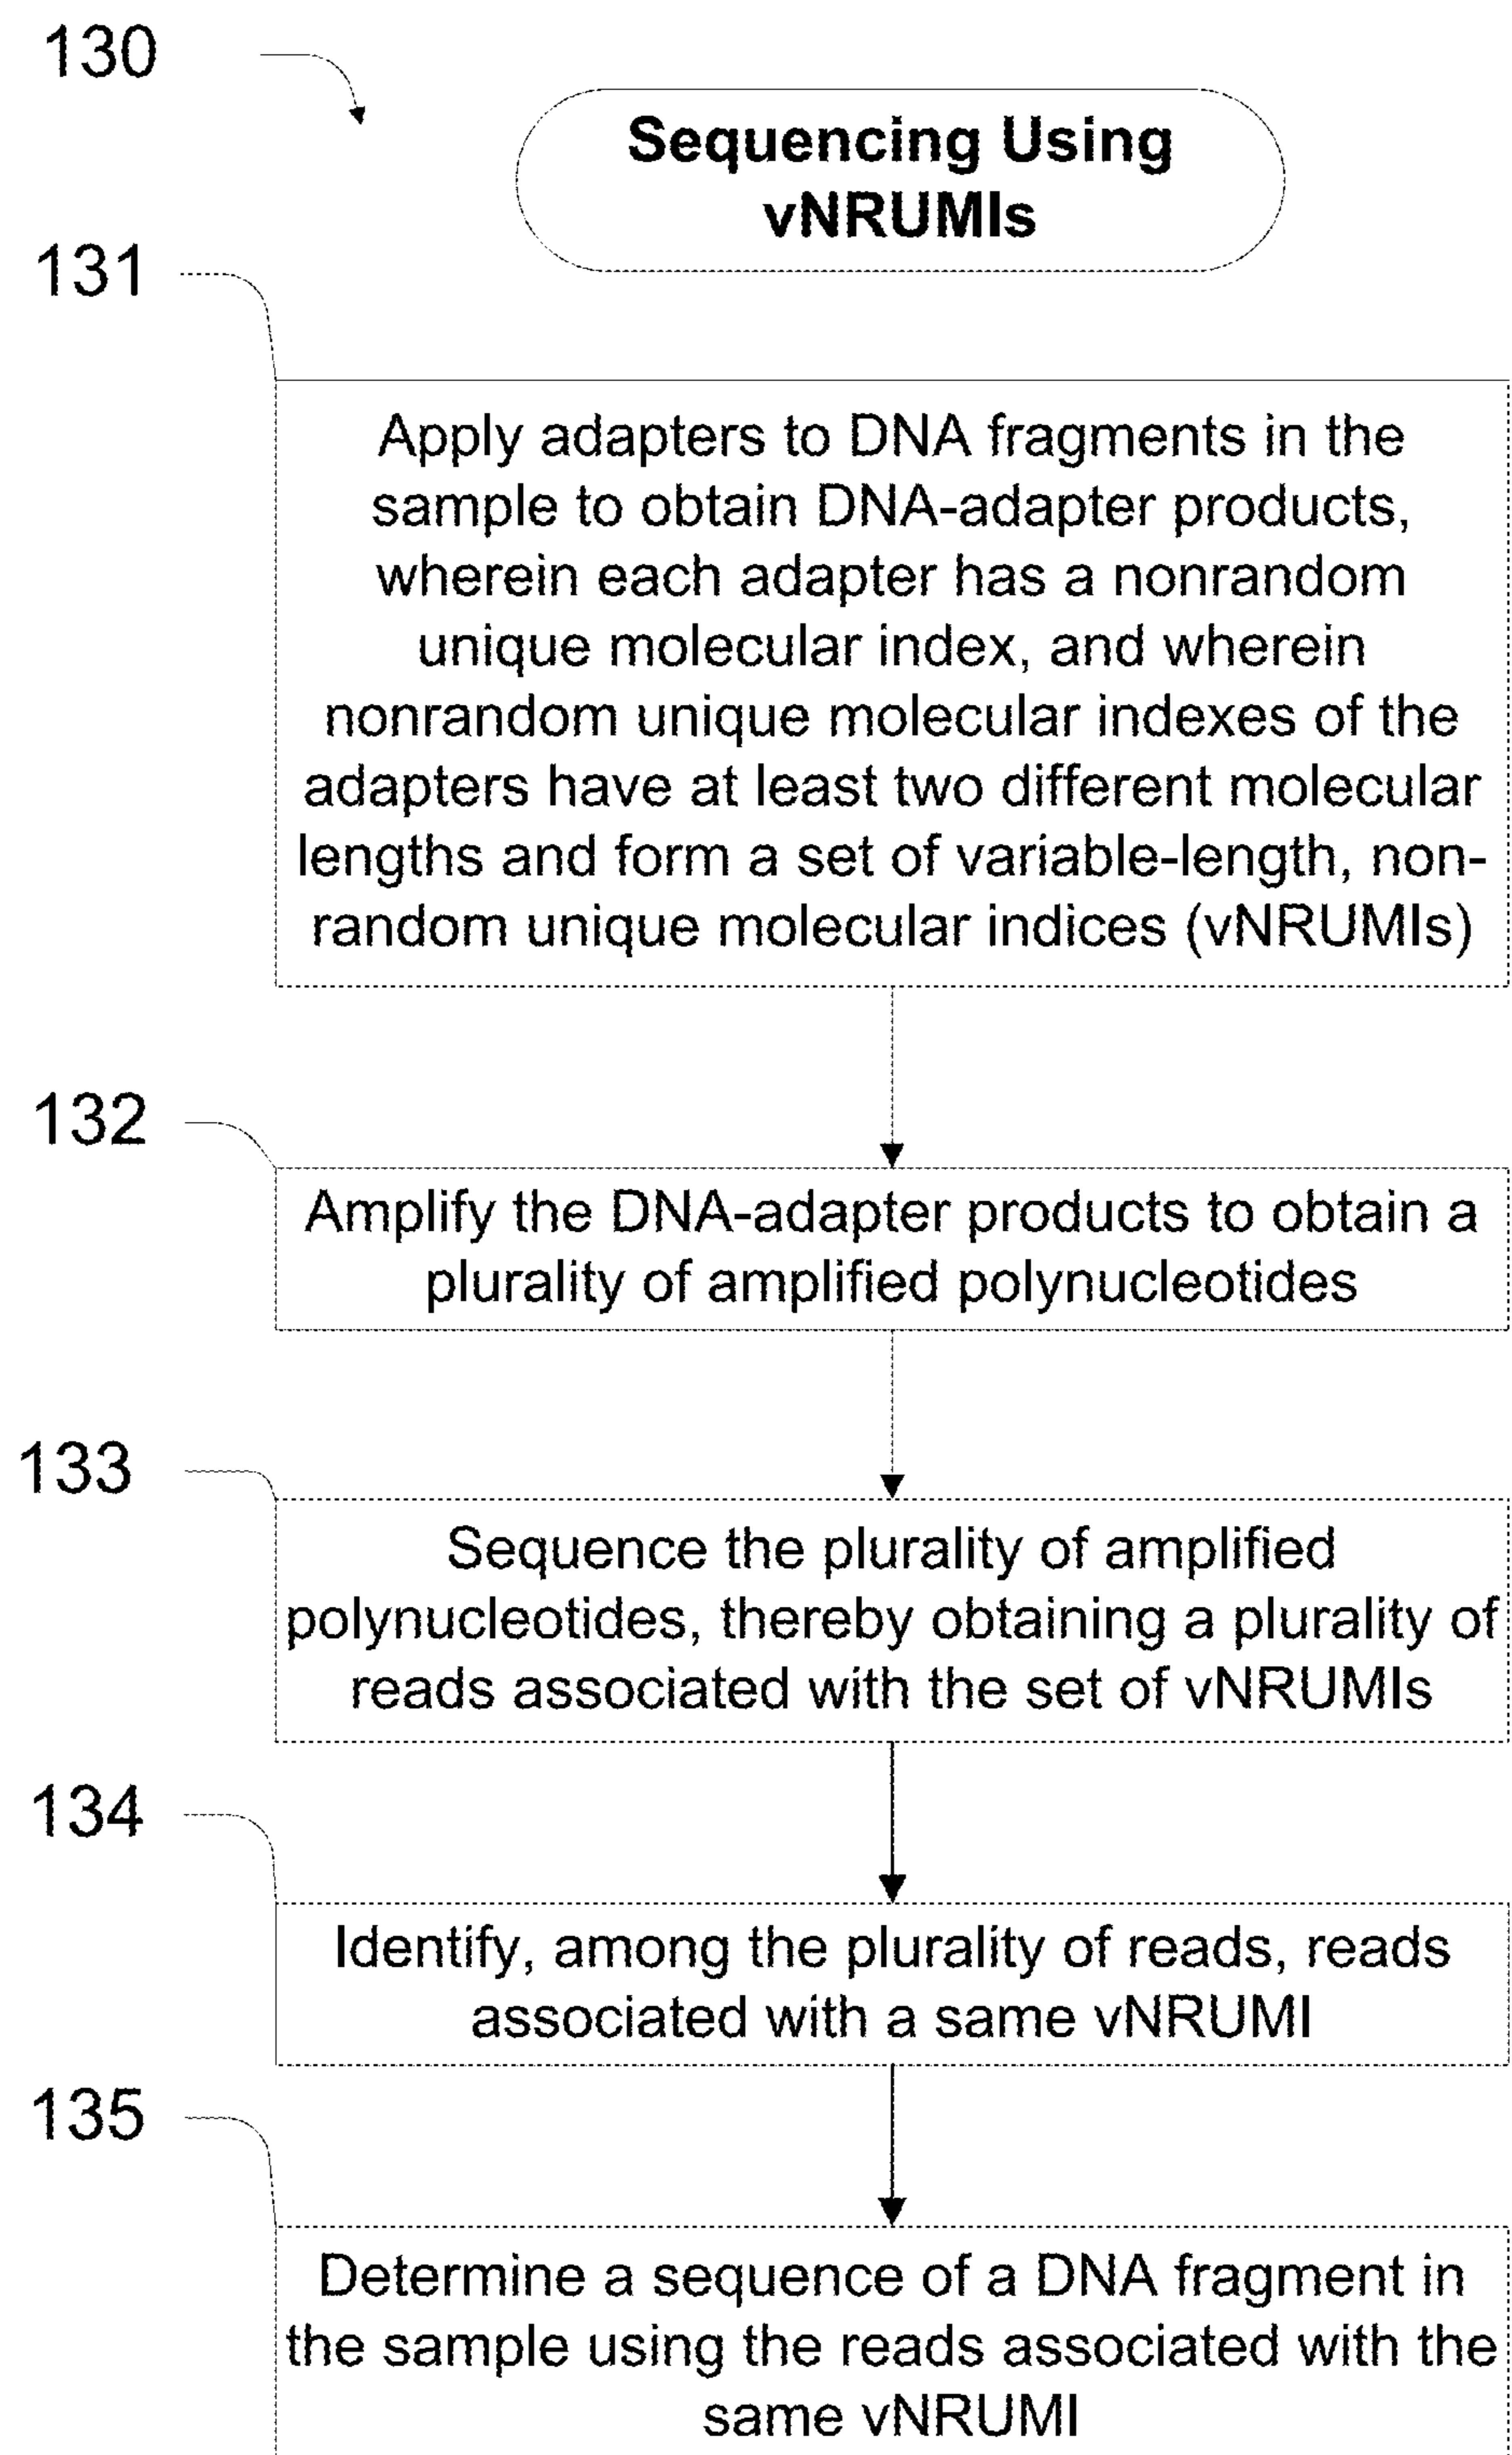 130
Sequencing Using
vNRUMIs
131
Apply adapters to DNA fragments in the
sample to obtain DNA-adapter products,
wherein each adapter has a nonrandom
unique molecular index, and wherein
nonrandom unique molecular indexes of the
adapters have at least two different molecular
lengths and form a set of variable-length, non-
random unique molecular indices (vNRUMIs)
132
Amplify the DNA-adapter products to obtain a
plurality of amplified polynucleotides
133
Sequence the plurality of amplified
polynucleotides, thereby obtaining a plurality of
reads associated with the set of vNRUMIs
134
Identify, among the plurality of reads, reads
associated with a same vNRUMI
135
Determine a sequence of a DNA fragment in
the sample using the reads associated with the
same vNRUMI